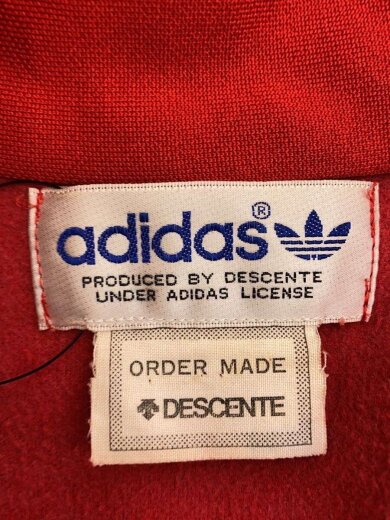 adidas®
PRODUCED BY DESCENTE
UNDER ADIDAS LICENSE
ORDER MADE
DESCENTE